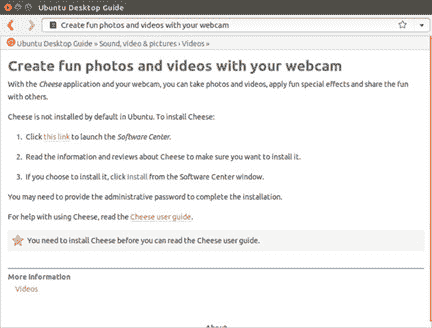 Ubuntu Desktop Guide
Create fun photos and videos with your webcam
Ubuntu Desktop Guide » Sound, video & pictures › Videos »
Create fun photos and videos with your webcam
With the Cheese application and your webcam, you can take photos and videos, apply fun special effects and share the fun
with others.
Cheese is not installed by default in Ubuntu. To install Cheese:
1. Click this link to launch the Software Center.
2. Read the information and reviews about Cheese to make sure you want to install it.
3. If you choose to install it, click Install from the Software Center window.
You may need to provide the administrative password to complete the installation.
For help with using Cheese, read the Cheese user guide.
You need to install Cheese before you can read the Cheese user guide.
More Information
Videos
About